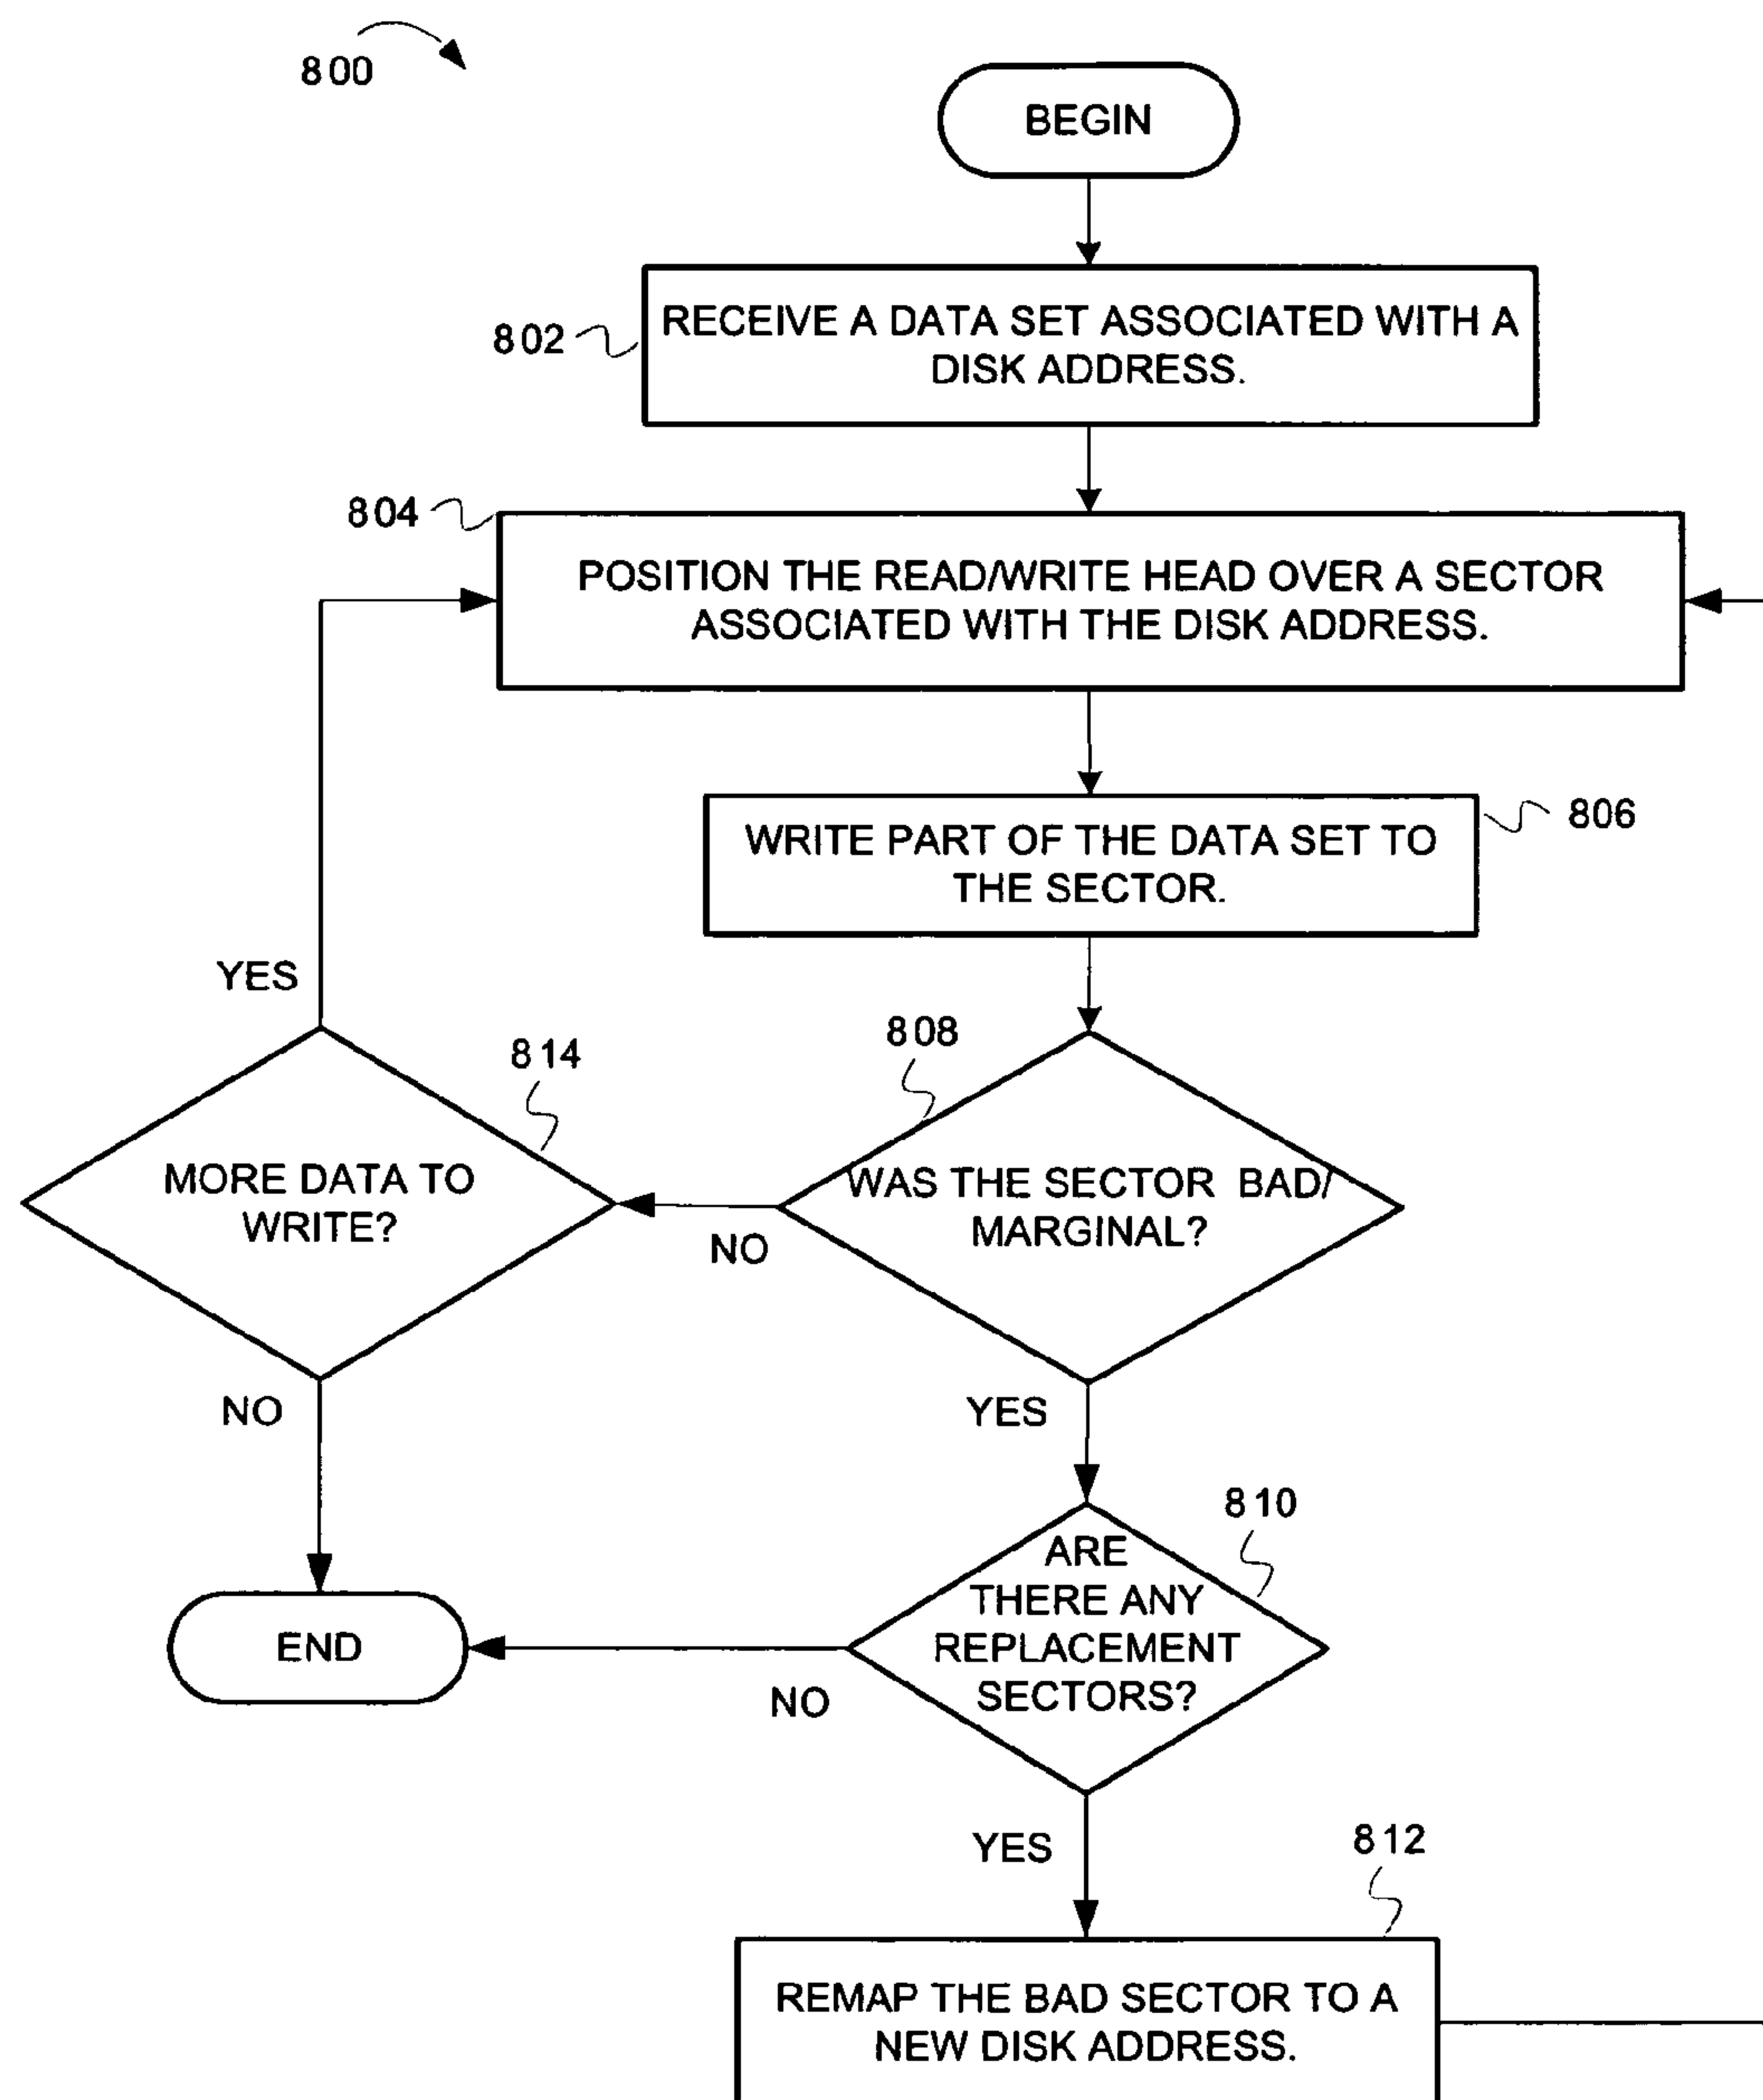 800
BEGIN
802
RECEIVE A DATA SET ASSOCIATED WITH A
DISK ADDRESS.
804
POSITION THE READ/WRITE HEAD OVER A SECTOR
ASSOCIATED WITH THE DISK ADDRESS.
806
WRITE PART OF THE DATA SET TO
THE SECTOR.
YES
814
808
MORE DATA TO
WRITE?
WAS THE SECTOR BAD/
MARGINAL?
NO
NO
YES
810
ARE
THERE ANY
REPLACEMENT
SECTORS?
END
NO
YES
812
REMAP THE BAD SECTOR TO A
NEW DISK ADDRESS.